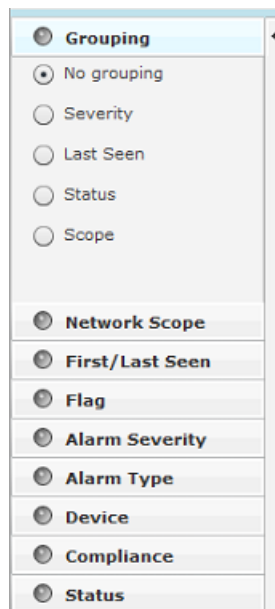 Grouping
No grouping
Severity
Last Seen
Status
Scope
Network Scope
First/Last Seen
Flag
Alarm Severity
Alarm Type
Device
Compliance
Status